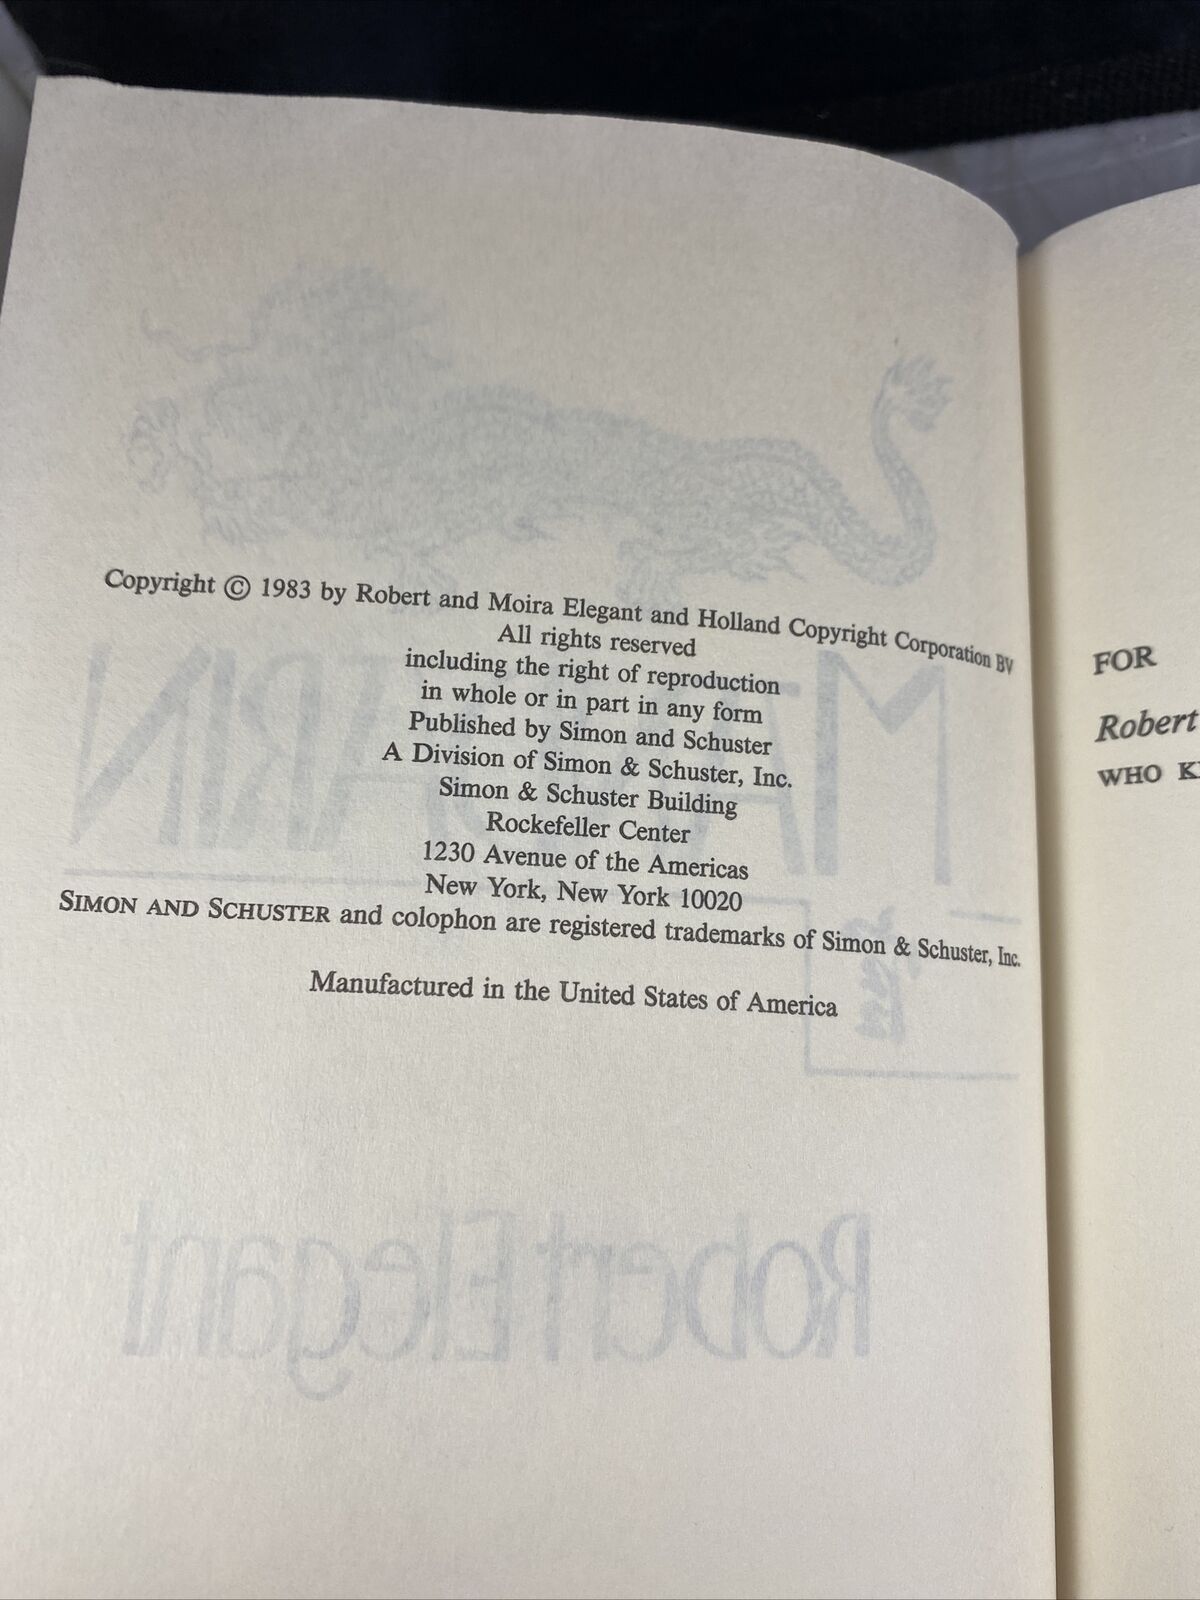 Copyright © 1983 by Robert and Moira Elegant and Holland Copyright Corporation BV
All rights reserved
including the right of reproduction
in whole or in part in any form
Published by Simon and Schuster
A Division of Simon & Schuster, Inc.
Simon & Schuster Building
Rockefeller Center
1230 Avenue of the Americas
New York, New York 10020
SIMON AND SCHUSTER and colophon are registered trademarks of Simon & Schuster, Inc.
Manufactured in the United States of America
Robert Elegant
FOR
Robert
WHO